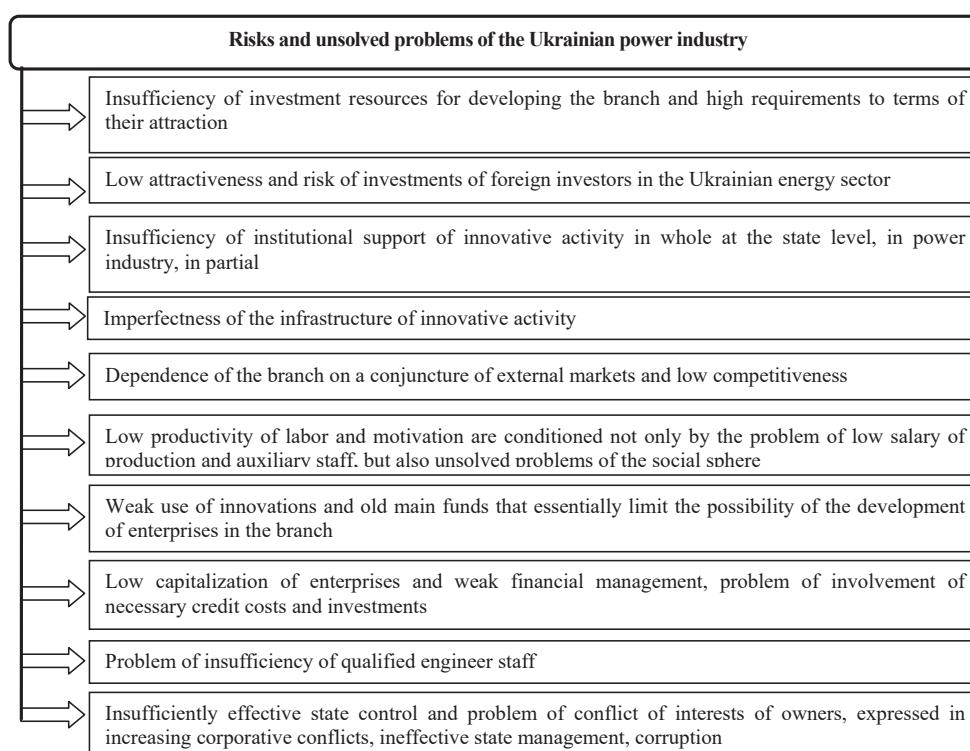 Risks and unsolved problems of the Ukrainian power industry
Insufficiency of investment resources for developing the branch and high requirements to terms of
their attraction
Low attractiveness and risk of investments of foreign investors in the Ukrainian energy sector
Insufficiency of institutional support of innovative activity in whole at the state level, in power
industry, in partial
Imperfectness of the infrastructure of innovative activity
Dependence of the branch on a conjuncture of external markets and low competitiveness
Low productivity of labor and motivation are conditioned not only by the problem of low salary of
production and auxiliary staff, but also unsolved problems of the social sphere
Weak use of innovations and old main funds that essentially limit the possibility of the development
of enterprises in the branch
Low capitalization of enterprises and weak financial management, problem of involvement of
necessary credit costs and investments
Problem of insufficiency of qualified engineer staff
Insufficiently effective state control and problem of conflict of interests of owners, expressed in
increasing corporative conflicts, ineffective state management, corruption